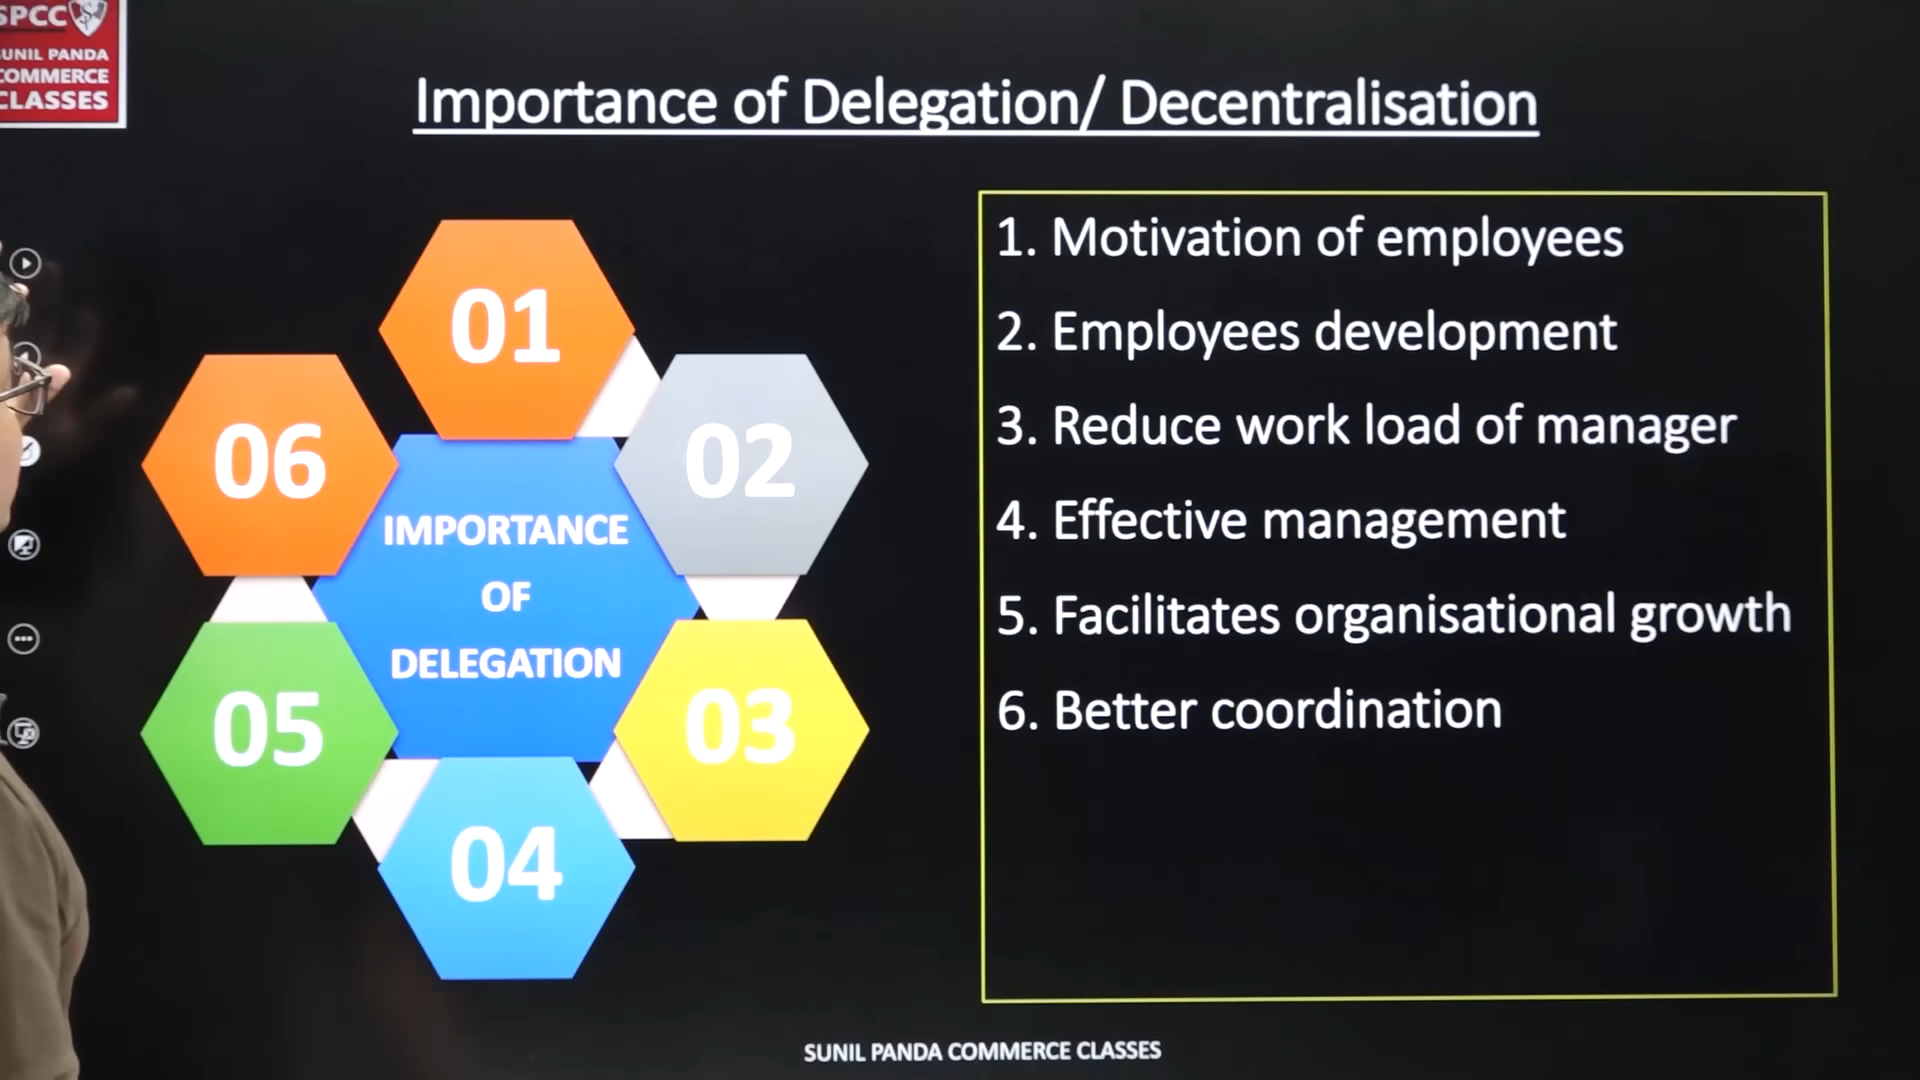 SPCC
SUNIL PANDA
COMMERCE
CLASSES
Importance of Delegation/ Decentralisation
01
02
03
04
05
06
IMPORTANCE
OF
DELEGATION
1. Motivation of employees
2. Employees development
3. Reduce work load of manager
4. Effective management
5. Facilitates organisational growth
6. Better coordination
SUNIL PANDA COMMERCE CLASSES